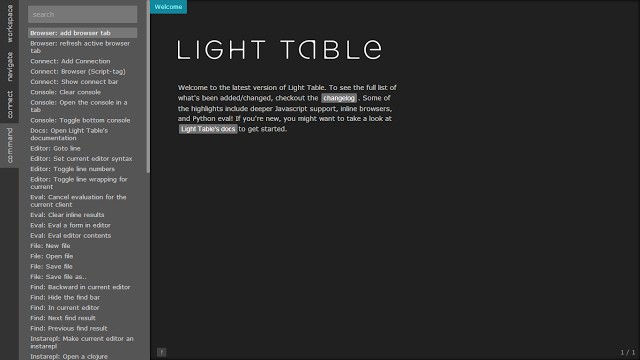 workspace
navigate
connect
command
search
Browser: add browser tab
Browser: refresh active browser
tab
Connect: Add Connection
Connect: Browser (Script-tag)
Connect: Show connect bar
Console: Clear console
Console: Open the console in a
tab
Console: Toggle bottom console
Docs: Open Light Table's
documentation
Editor: Goto line
Editor: Set current editor syntax
Editor: Toggle line numbers
Editor: Toggle line wrapping for
current
Eval: Cancel evaluation for the
current client
Eval: Clear inline results
Eval: Eval a form in editor
Eval: Eval editor contents
File: New file
File: Open file
File: Save file
File: Save file as..
Find: Backward in current editor
Find: Hide the find bar
Find: In current editor
Find: Next find result
Find: Previous find result
Instarepl: Make current editor an
instarepl
Instarepl: Open a clojure
Welcome
LIGHT TABLE
Welcome to the latest version of Light Table. To see the full list of
what's been added/changed, checkout the changelog . Some of
the highlights include deeper Javascript support, inline browsers,
and Python eval! If you're new, you might want to take a look at
Light Table's docs to get started.
!
1 / 1